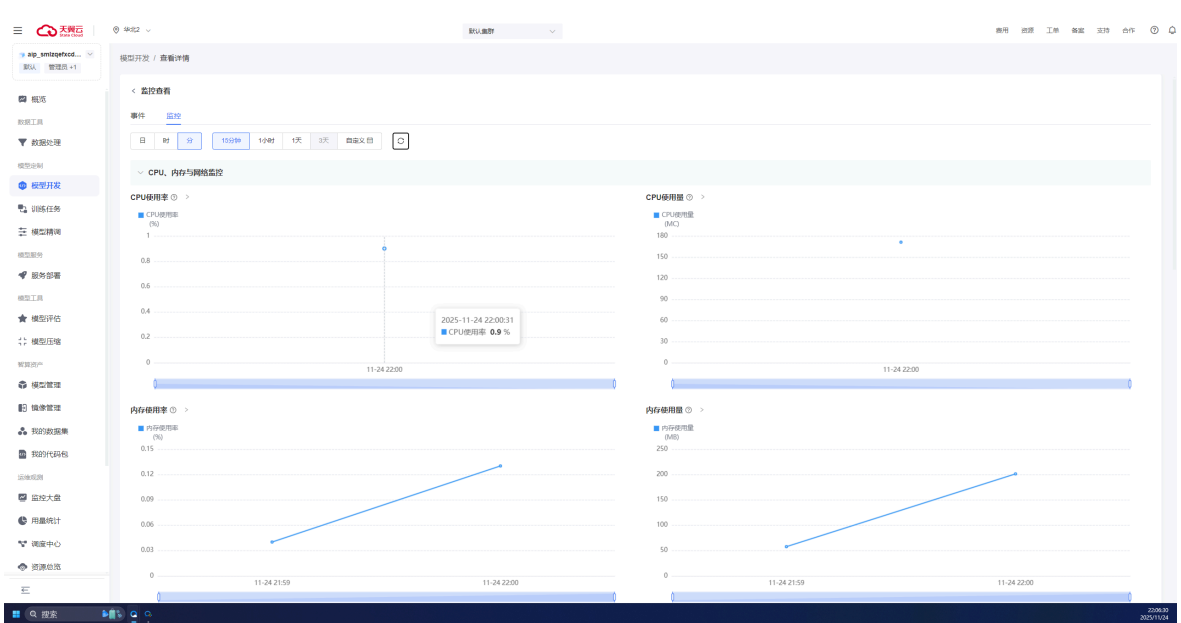 天翼云
State Cloud
华北2
默认集群
费用 资源 工单 备案 支持 合作
aip_smizqefxcd...
默认 管理员 +1
模型开发 / 查看详情
概览
数据工具
数据处理
模型定制
模型开发
训练任务
模型精调
模型服务
服务部署
模型工具
模型评估
模型压缩
智算资产
模型管理
镜像管理
我的数据集
我的代码包
运维观测
监控大盘
用量统计
调度中心
资源总览
监控查看
事件 监控
日 时 分 15分钟 1小时 1天 3天 自定义
CPU、内存与网络监控
CPU使用率
CPU使用率
(%)
1
0.8
0.6
0.4
0.2
0
11-24 22:00
2025-11-24 22:00:31
CPU使用率 0.9 %
CPU使用量
CPU使用量
(MC)
180
150
120
90
60
30
0
11-24 22:00
内存使用率
内存使用率
(%)
0.15
0.12
0.09
0.06
0.03
0
11-24 21:59 11-24 22:00
内存使用量
内存使用量
(MB)
250
200
150
100
50
0
11-24 21:59 11-24 22:00
搜索
22:06:30
2025/11/24